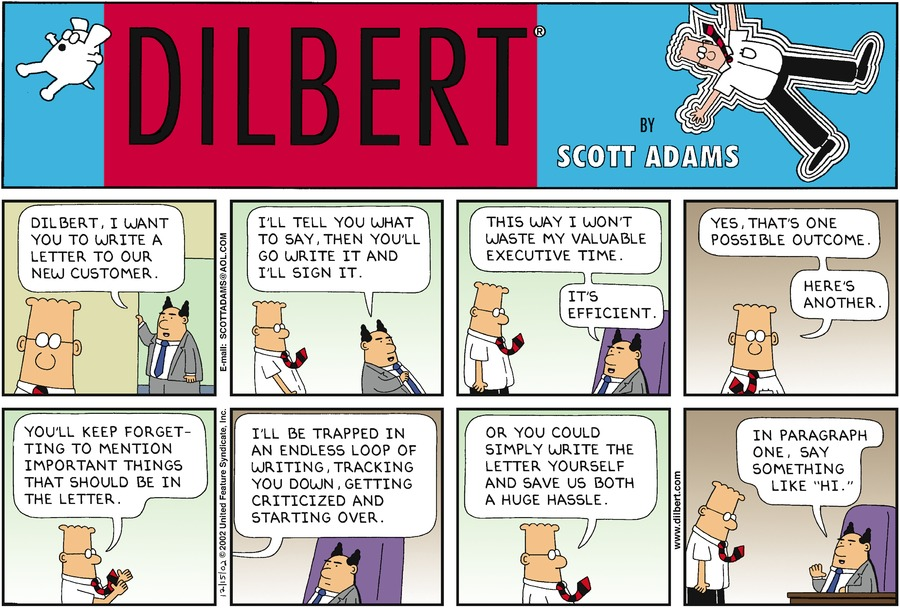 DILBERT®
BY
SCOTT ADAMS
DILBERT, I WANT
YOU TO WRITE A
LETTER TO OUR
NEW CUSTOMER.
E-mail: SCOTTADAMS@AOL.COM
I'LL TELL YOU WHAT
TO SAY, THEN YOU'LL
GO WRITE IT AND
I'LL SIGN IT.
THIS WAY I WON'T
WASTE MY VALUABLE
EXECUTIVE TIME.
IT'S
EFFICIENT.
YES, THAT'S ONE
POSSIBLE OUTCOME.
HERE'S
ANOTHER.
YOU'LL KEEP FORGET-
TING TO MENTION
IMPORTANT THINGS
THAT SHOULD BE IN
THE LETTER.
12/15/02 © 2002 United Feature Syndicate, Inc.
I'LL BE TRAPPED IN
AN ENDLESS LOOP OF
WRITING, TRACKING
YOU DOWN, GETTING
CRITICIZED AND
STARTING OVER.
OR YOU COULD
SIMPLY WRITE THE
LETTER YOURSELF
AND SAVE US BOTH
A HUGE HASSLE.
www.dilbert.com
IN PARAGRAPH
ONE, SAY
SOMETHING
LIKE "HI."